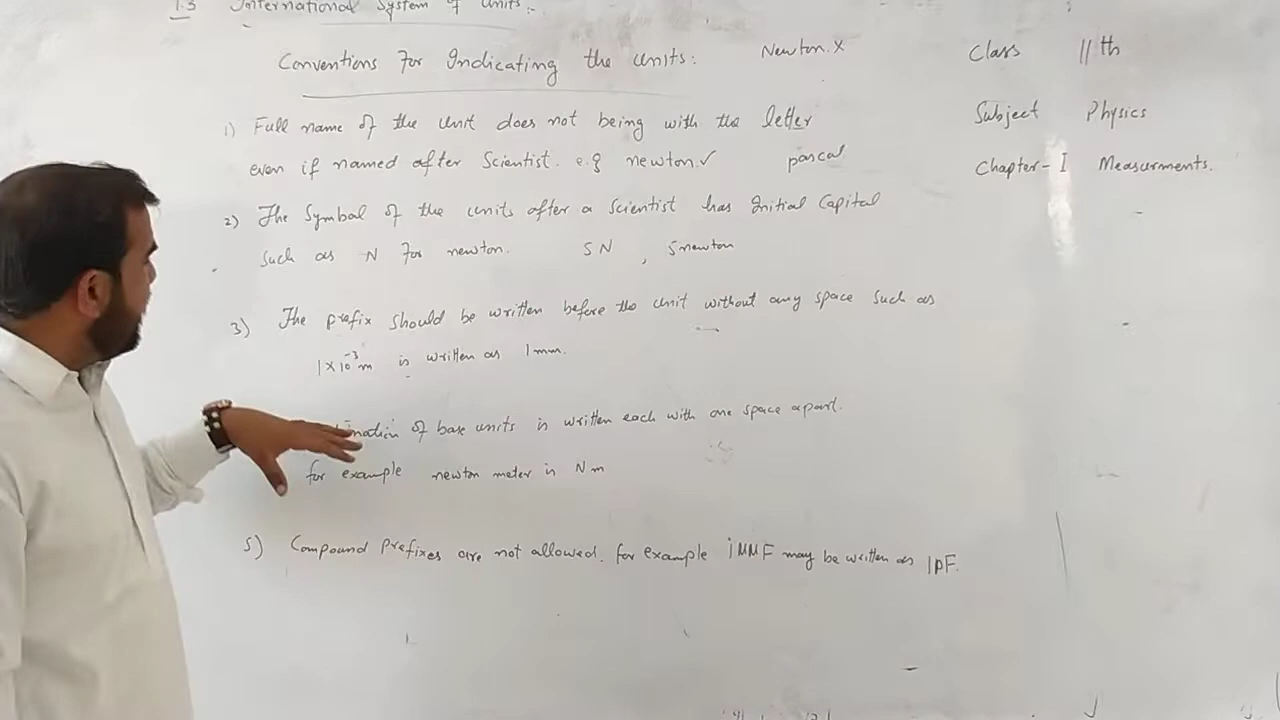 1.3 International System of Units:-
Conventions For Indicating the units: Newton.X
Class 11th
Subject Physics
Chapter-I Measurments.
1) Full name of the unit does not being with the letter
even if named after Scientist. e.g newton.✓ pascal
2) The Symbol of the units after a Scientist has Initial Capital
such as N For newton. 5N , 5newton
3) The prefix should be written before the unit without any space such as
1×10⁻³m is written as 1mm.
of base units is written each with one space apart.
for example newton meter is N m
5) Compound Prefixes are not allowed. for example 1MMF may be written as 1PF.